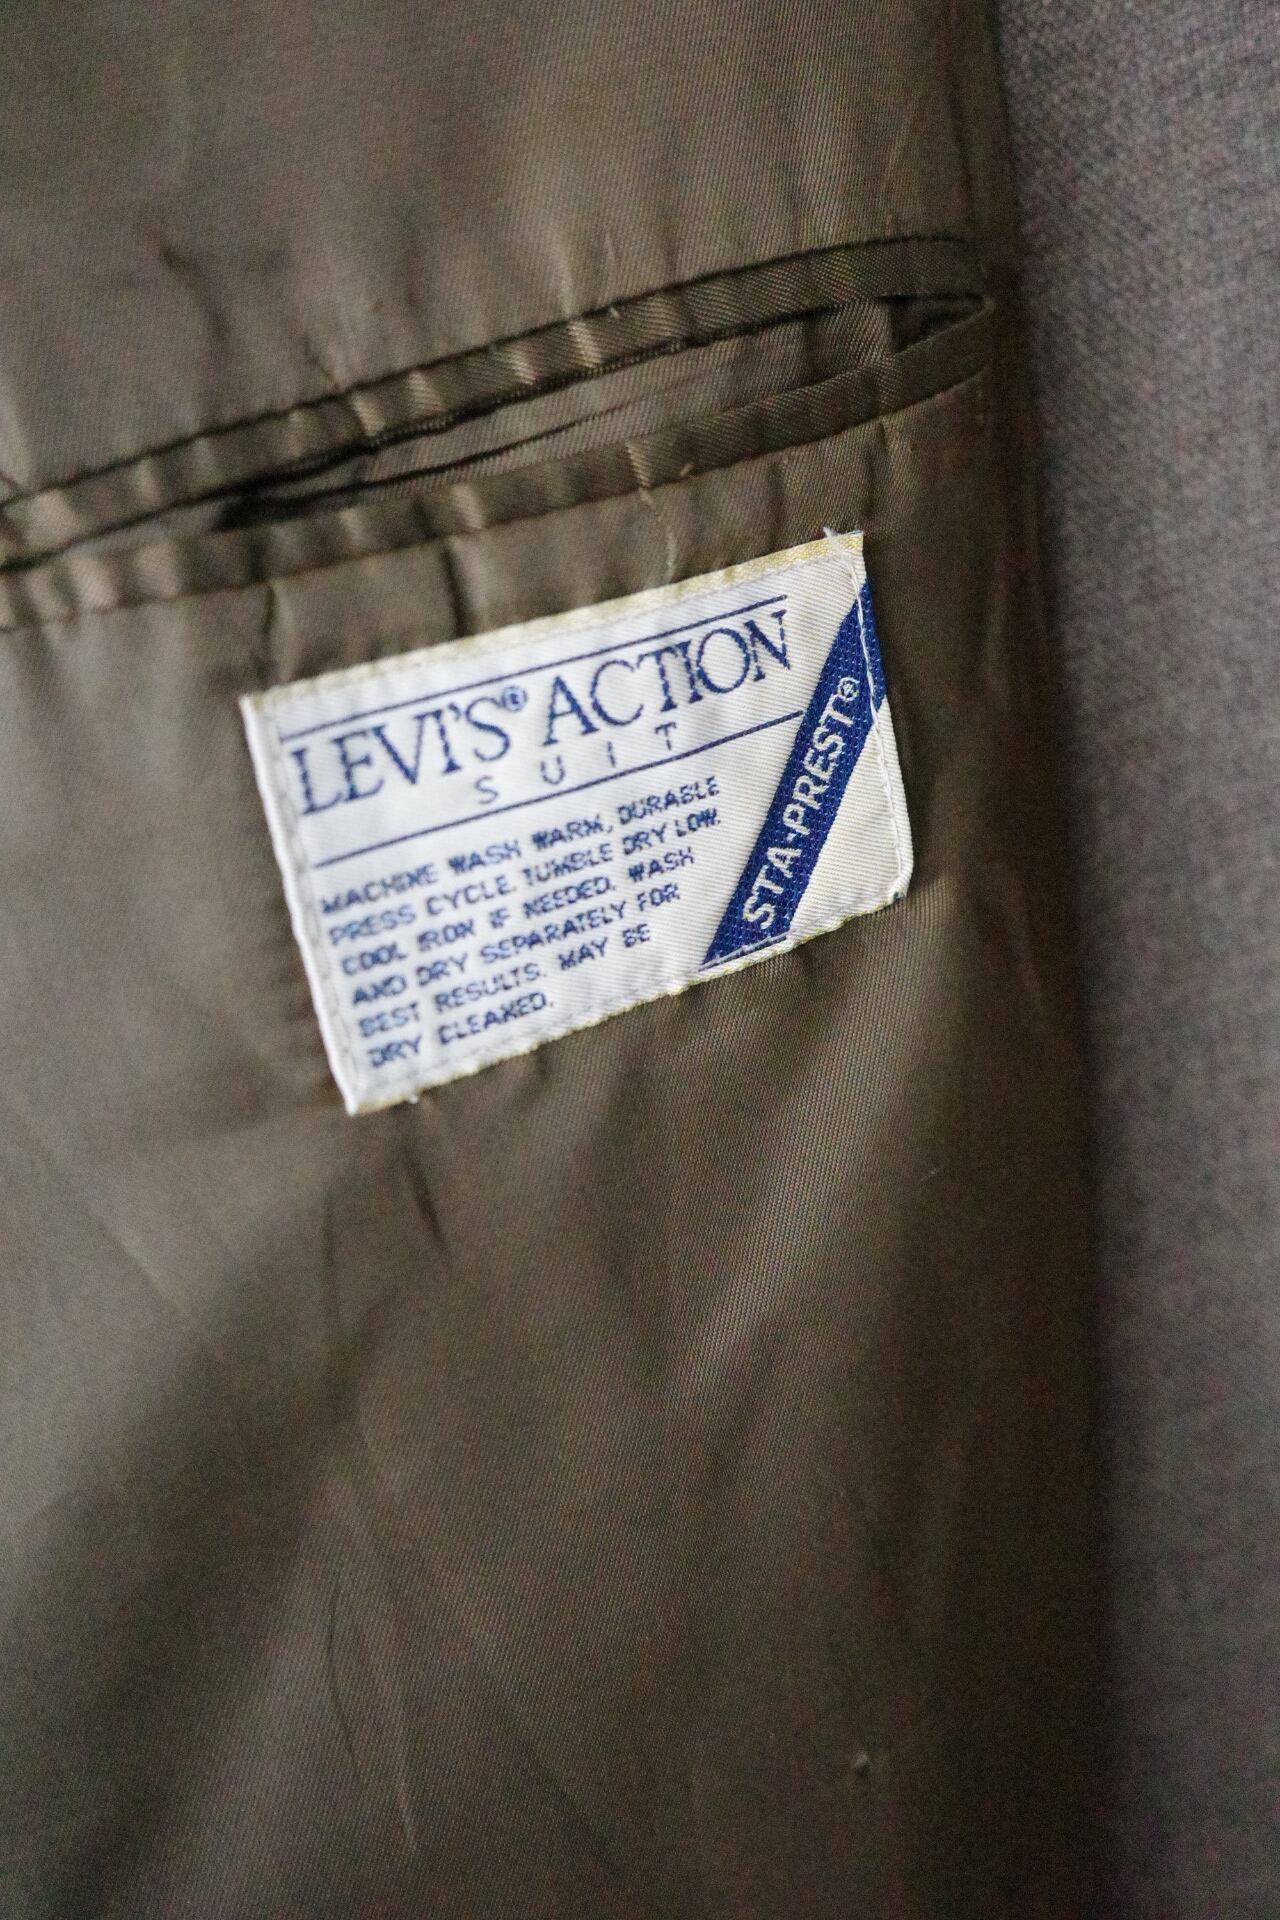 LEVI'S® ACTION
SUIT
MACHINE WASH WARM, DURABLE
PRESS CYCLE. TUMBLE DRY LOW.
COOL IRON IF NEEDED. WASH
AND DRY SEPARATELY FOR
BEST RESULTS. MAY BE
DRY CLEANED.
STA-PREST®